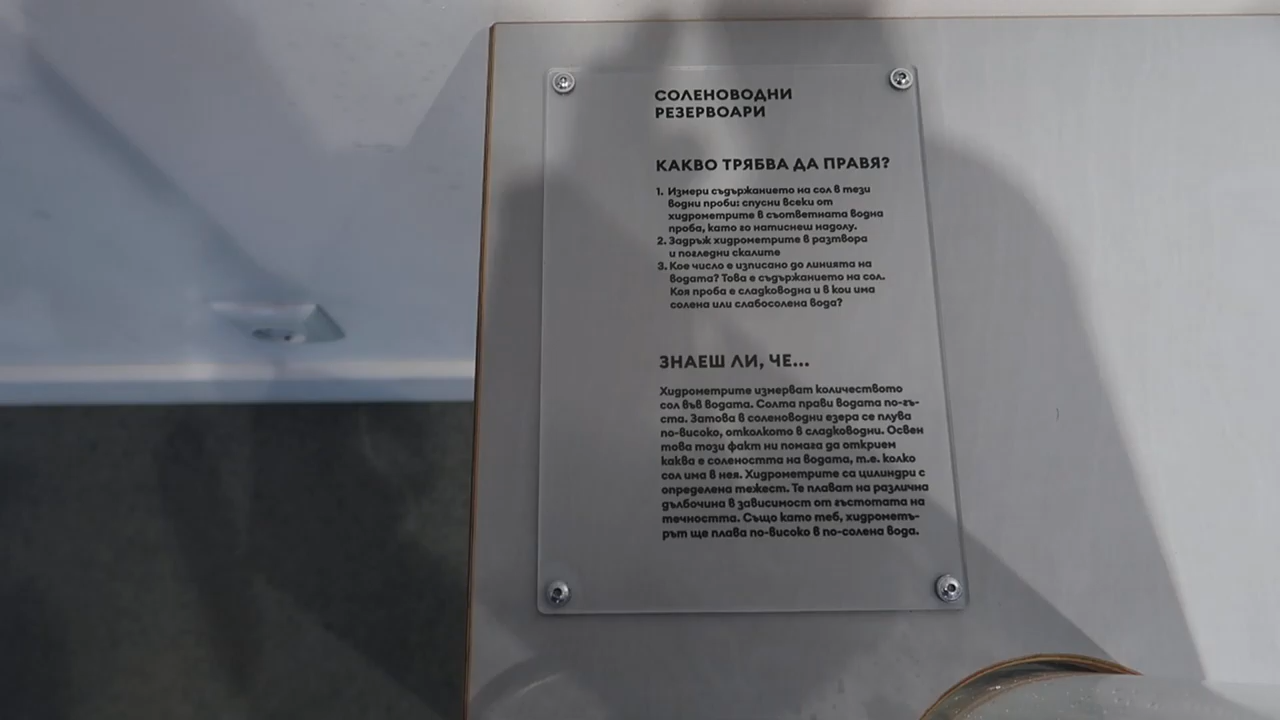 СОЛЕНОВОДНИ
РЕЗЕРВОАРИ
КАКВО ТРЯБВА ДА ПРАВЯ?
1. Измери съдържанието на сол в тези
водни проби: спусни всеки от
хидрометрите в съответната водна
проба, като го натиснеш надолу.
2. Задръж хидрометрите в разтвора
и погледни скалите
3. Кое число е изписано до линията на
водата? Това е съдържанието на сол.
Коя проба е сладководна и в кои има
солена или слабосолена вода?
ЗНАЕШ ЛИ, ЧЕ...
Хидрометрите измерват количеството
сол във водата. Солта прави водата по-гъ-
ста. Затова в соленоводни езера се плува
по-високо, отколкото в сладководни. Освен
това този факт ни помага да открием
каква е солеността на водата, т.е. колко
сол има в нея. Хидрометрите са цилиндри с
определена тежест. Те плават на различна
дълбочина в зависимост от гъстотата на
течността. Също като теб, хидрометъ-
рът ще плава по-високо в по-солена вода.